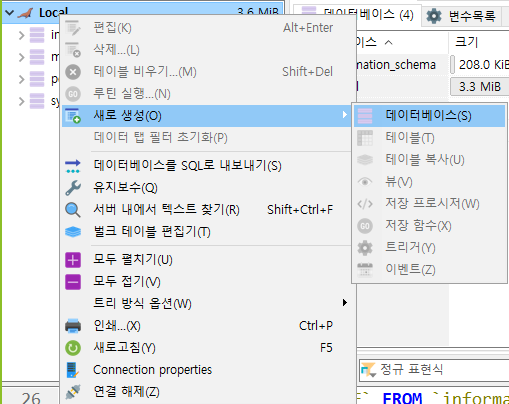 Local 3.6 MiB
데이터베이스 (4)
변수목록
in
m
p
sy
이스
크기
mation_schema 208.0 KiB
3.3 MiB
편집(K) Alt+Enter
삭제...(L)
테이블 비우기...(M) Shift+Del
루틴 실행...(N)
새로 생성(O)
데이터 탭 필터 초기화(P)
데이터베이스를 SQL로 내보내기(S)
유지보수(Q)
서버 내에서 텍스트 찾기(R) Shift+Ctrl+F
벌크 테이블 편집기(T)
모두 펼치기(U)
모두 접기(V)
트리 방식 옵션(W)
인쇄...(X) Ctrl+P
새로고침(Y) F5
Connection properties
연결 해제(Z)
데이터베이스(S)
테이블(T)
테이블 복사(U)
뷰(V)
저장 프로시저(W)
저장 함수(X)
트리거(Y)
이벤트(Z)
정규 표현식
26
` FROM `informa